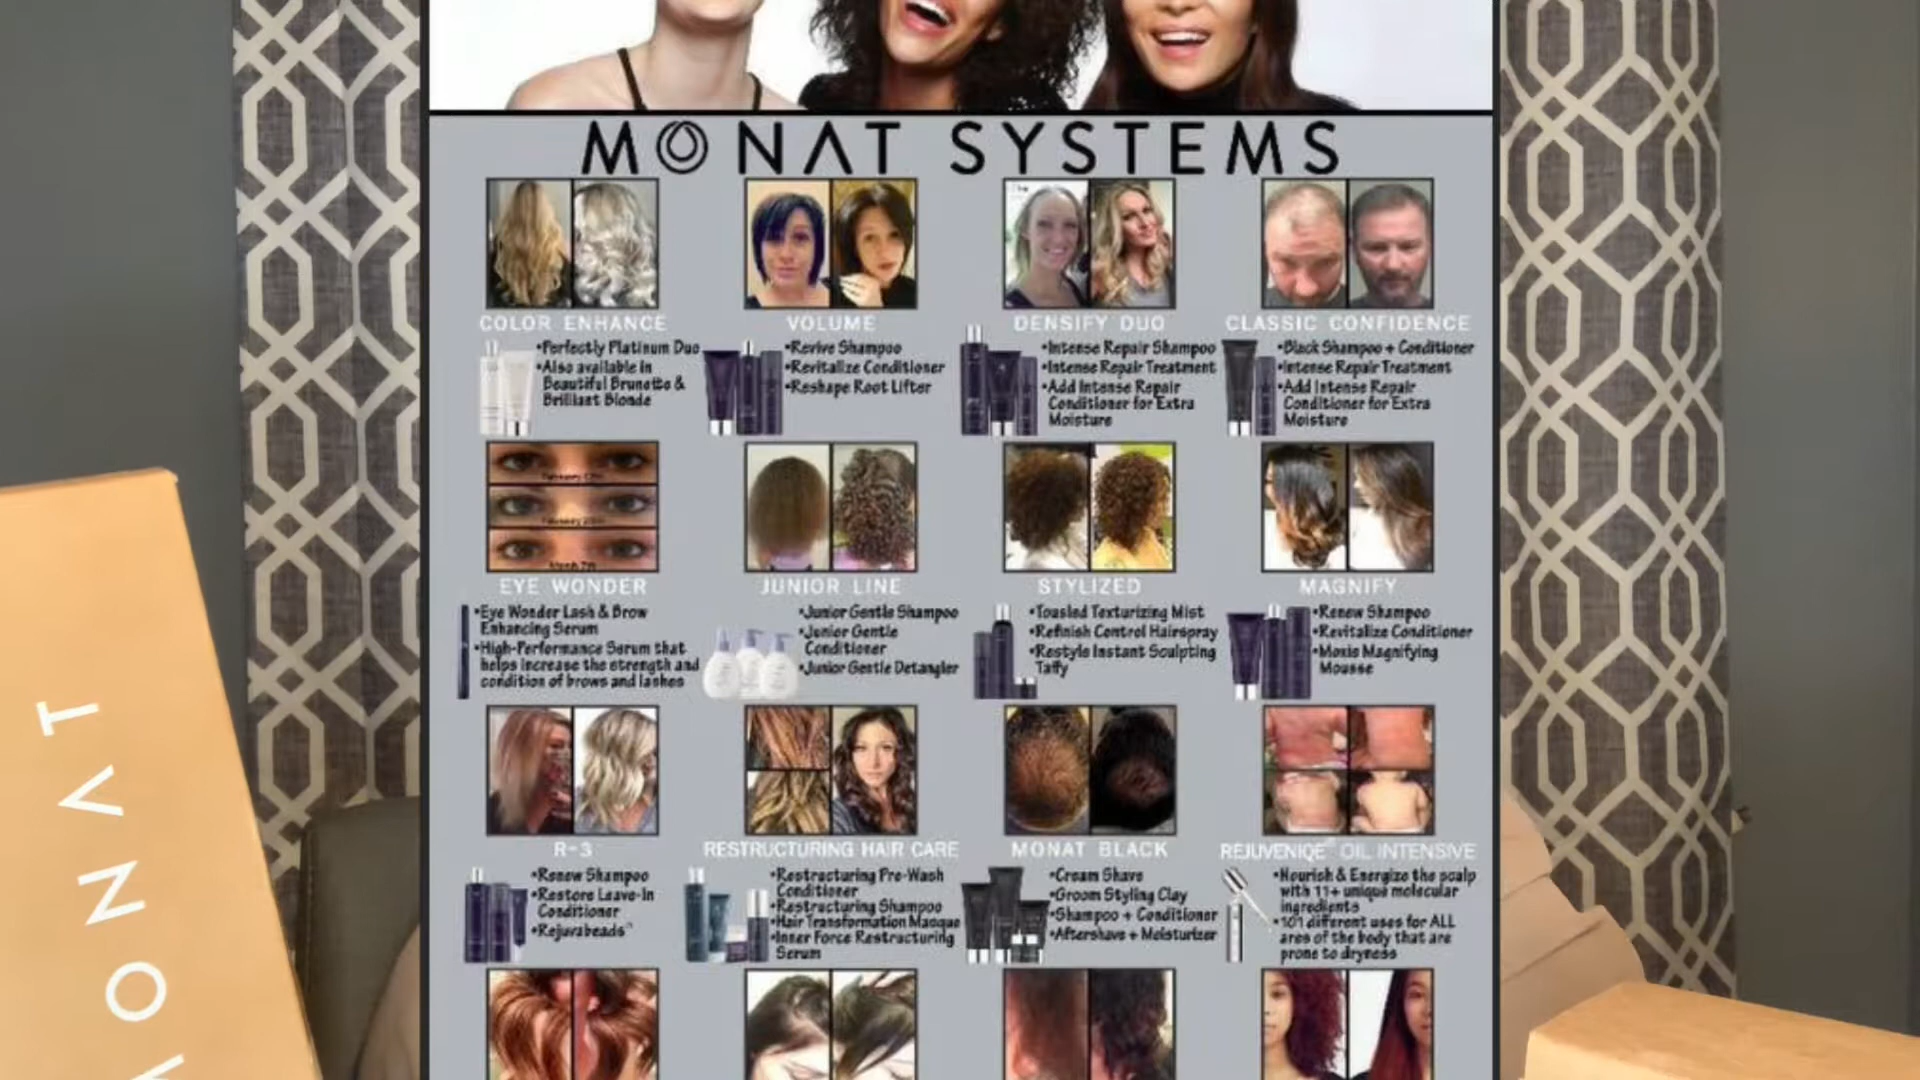 MONAT SYSTEMS
COLOR ENHANCE
•Perfectly Platinum Duo
•Also available in
Beautiful Brunette &
Brilliant Blonde
VOLUME
•Revive Shampoo
•Revitalize Conditioner
•Reshape Root Lifter
DENSIFY DUO
•Intense Repair Shampoo
•Intense Repair Treatment
•Add Intense Repair
Conditioner for Extra
Moisture
CLASSIC CONFIDENCE
•Black Shampoo + Conditioner
•Intense Repair Treatment
•Add Intense Repair
Conditioner for Extra
Moisture
EYE WONDER
•Eye Wonder Lash & Brow
Enhancing Serum
•High-Performance Serum that
helps increase the strength and
condition of brows and lashes
JUNIOR LINE
•Junior Gentle Shampoo
•Junior Gentle
Conditioner
•Junior Gentle Detangler
STYLIZED
•Tousled Texturizing Mist
•Refinish Control Hairspray
•Restyle Instant Sculpting
Taffy
MAGNIFY
•Renew Shampoo
•Revitalize Conditioner
•Moxie Magnifying
Mousse
R-3
•Renew Shampoo
•Restore Leave-In
Conditioner
•Rejuvabeads™
RESTRUCTURING HAIR CARE
•Restructuring Pre-Wash
Conditioner
•Restructuring Shampoo
•Hair Transformation Masque
•Inner Force Restructuring
Serum
MONAT BLACK
•Cream Shave
•Groom Styling Clay
•Shampoo + Conditioner
•Aftershave + Moisturizer
REJUVENIQE® OIL INTENSIVE
•Nourish & Energize the scalp
with 11+ unique molecular
ingredients
•101 different uses for ALL
ares of the body that are
prone to dryness
MONAT